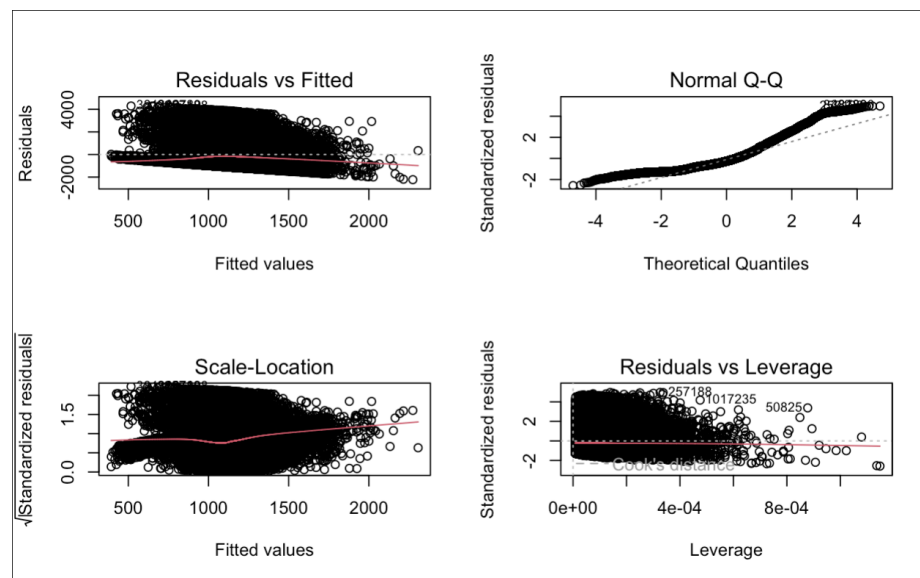 Residuals vs Fitted
Residuals
4000
-2000
500 1000 1500 2000
Fitted values
Normal Q-Q
Standardized residuals
2
-2
-4 -2 0 2 4
Theoretical Quantiles
Scale-Location
√|Standardized residuals|
1.5
0.0
500 1000 1500 2000
Fitted values
Residuals vs Leverage
Standardized residuals
2
-2
257188
1017235
50825
Cook's distance
0e+00 4e-04 8e-04
Leverage